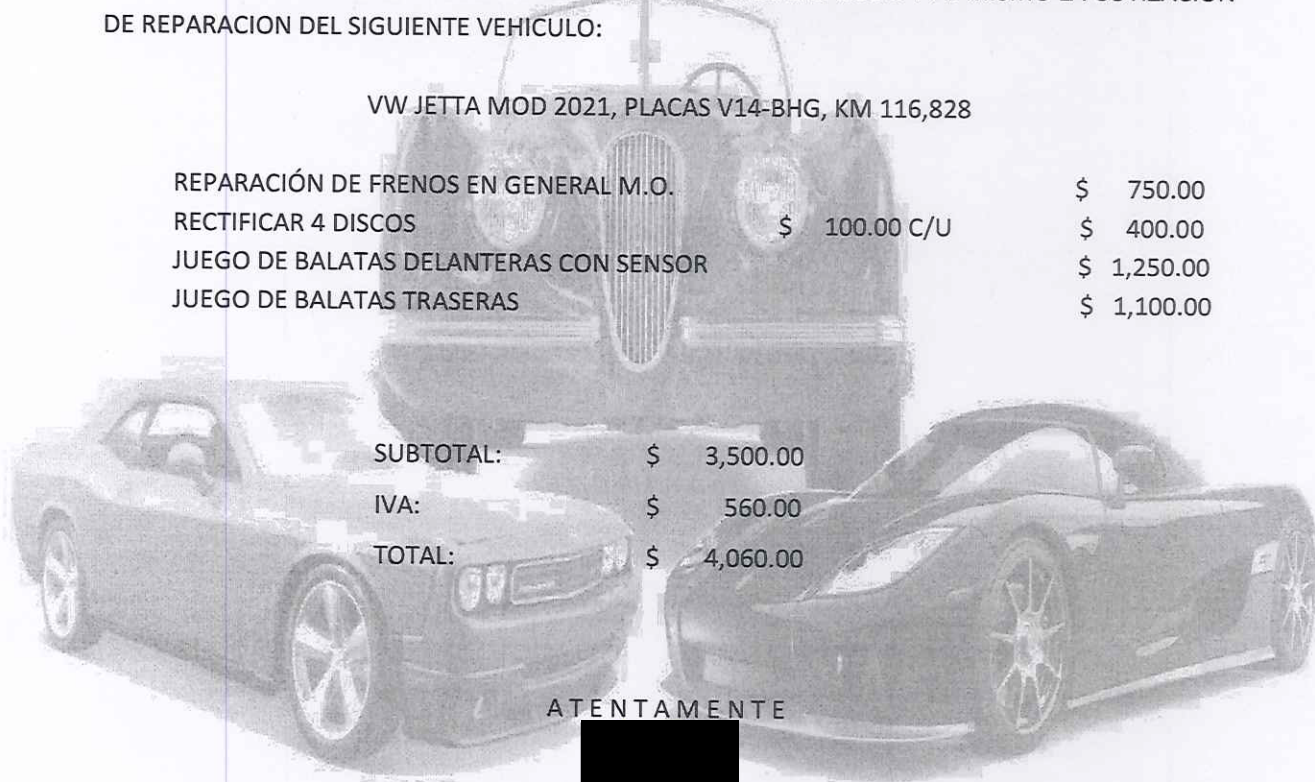 DE REPARACION DEL SIGUIENTE VEHICULO:
VW JETTA MOD 2021, PLACAS V14-BHG, KM 116,828
REPARACIÓN DE FRENOS EN GENERAL M.O. $ 750.00
RECTIFICAR 4 DISCOS $ 100.00 C/U $ 400.00
JUEGO DE BALATAS DELANTERAS CON SENSOR $ 1,250.00
JUEGO DE BALATAS TRASERAS $ 1,100.00
SUBTOTAL: $ 3,500.00
IVA: $ 560.00
TOTAL: $ 4,060.00
A T E N T A M E N T E